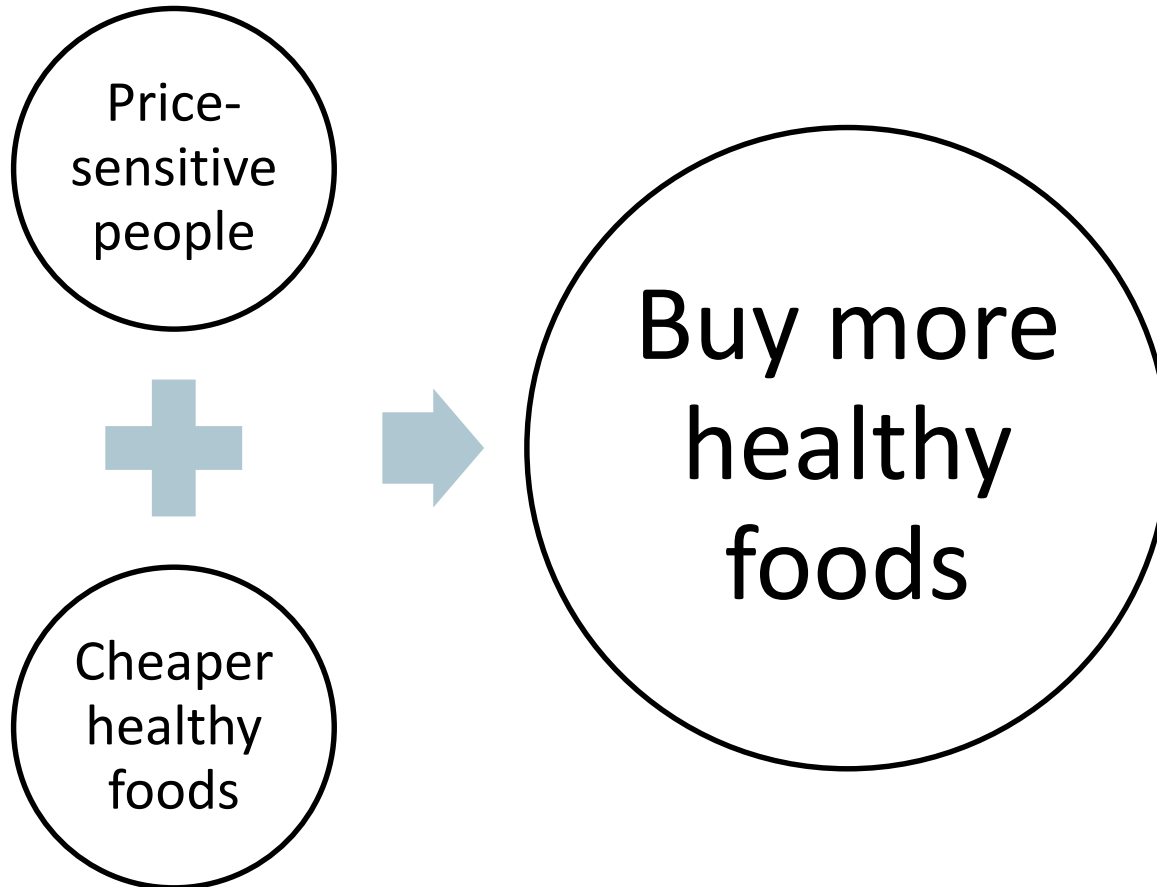 Price-
sensitive
people
Cheaper
healthy
foods
Buy more
healthy
foods